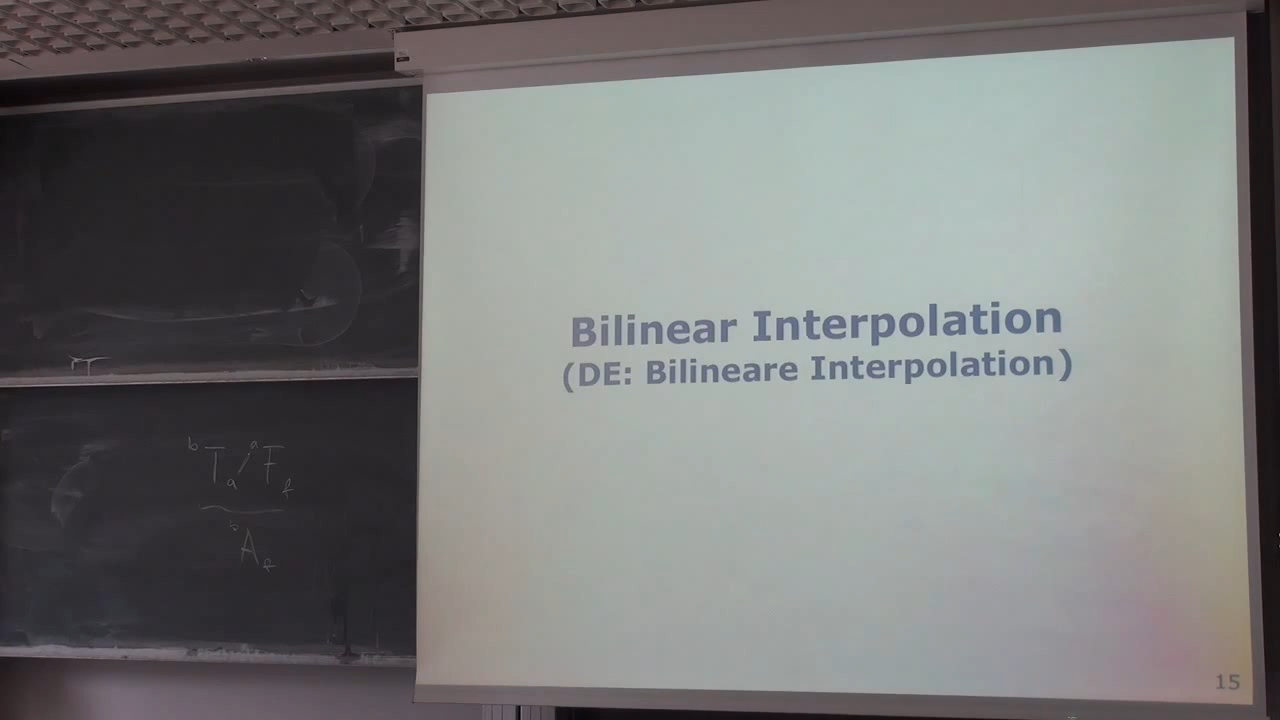 Bilinear Interpolation
(DE: Bilineare Interpolation)
15
b T a a F f
A f